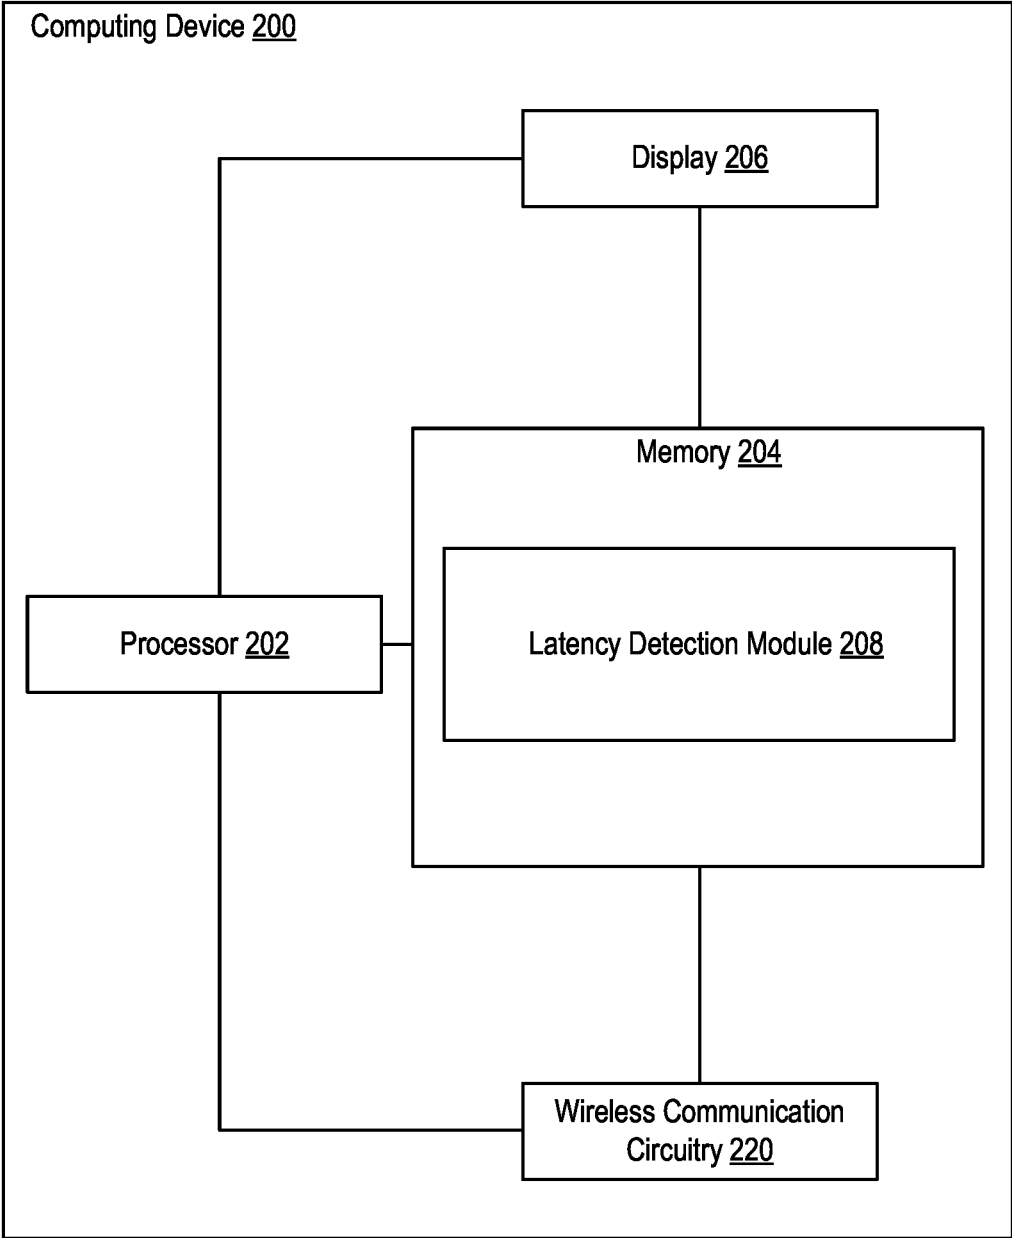 Computing Device 200
Display 206
Memory 204
Processor 202
Latency Detection Module 208
Wireless Communication
Circuitry 220